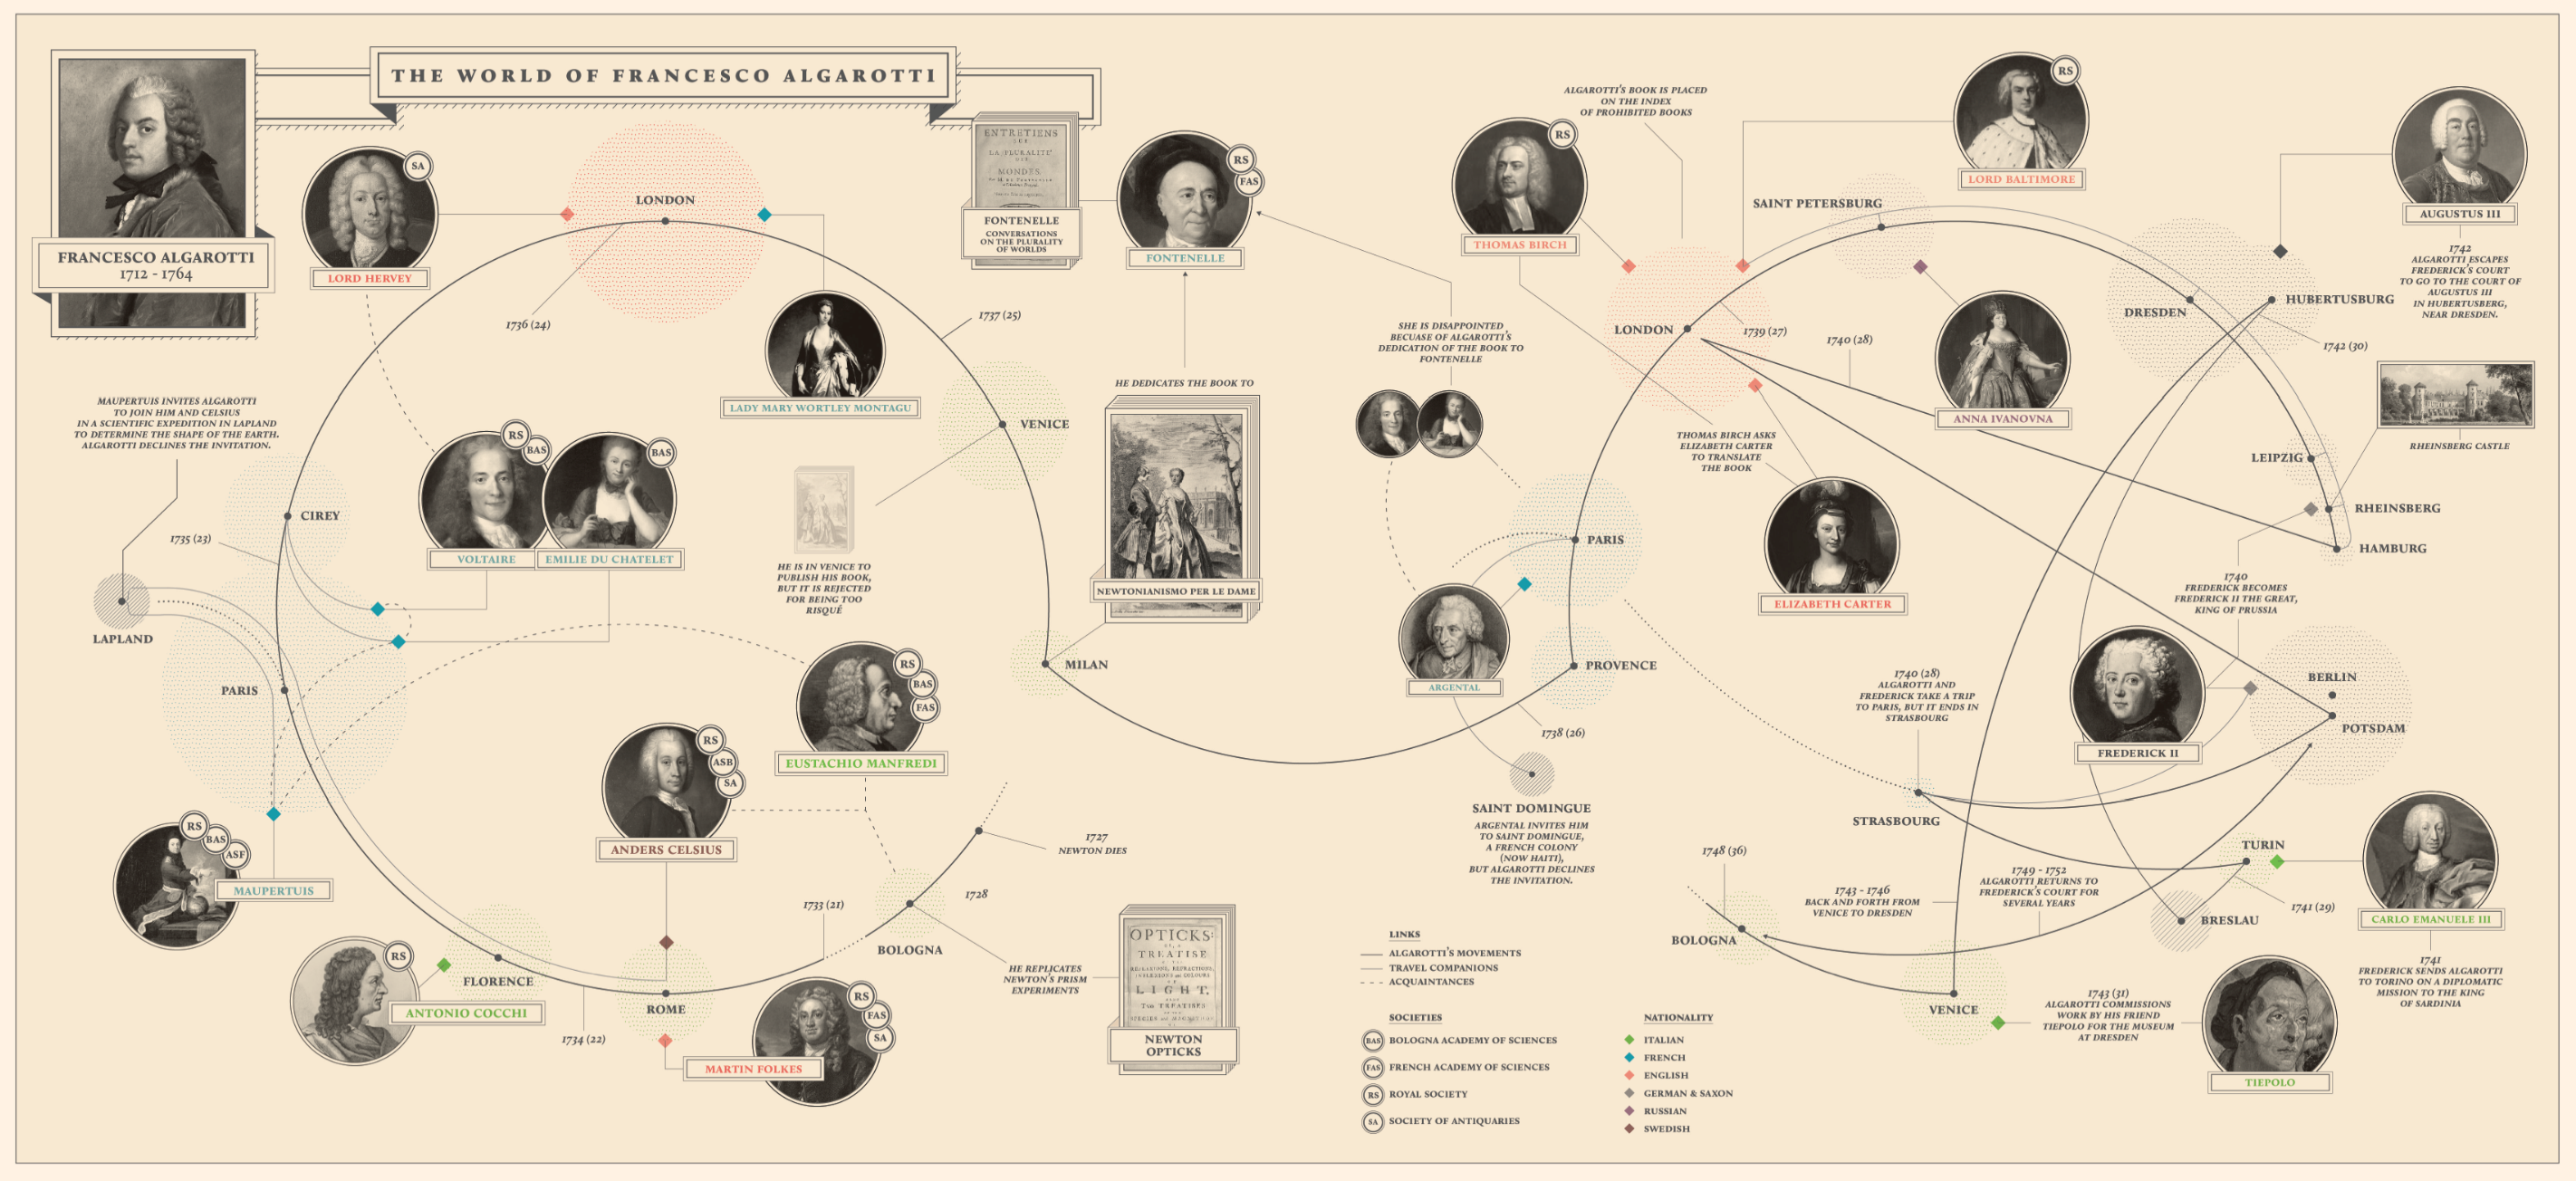 THE WORLD OF FRANCESCO ALGAROTTI
FRANCESCO ALGAROTTI
1712 - 1764
SA
LORD HERVEY
LONDON
1736 (24)
LADY MARY WORTLEY MONTAGU
1737 (25)
VENICE
ENTRETIENS
SUR
LA PLURALITÉ
DES
MONDES.
FONTENELLE
CONVERSATIONS
ON THE PLURALITY
OF WORLDS
RS
FAS
FONTENELLE
HE DEDICATES THE BOOK TO
NEWTONIANISMO PER LE DAME
HE IS IN VENICE TO
PUBLISH HIS BOOK,
BUT IT IS REJECTED
FOR BEING TOO
RISQUÉ
MILAN
MAUPERTUIS INVITES ALGAROTTI
TO JOIN HIM AND CELSIUS
IN A SCIENTIFIC EXPEDITION IN LAPLAND
TO DETERMINE THE SHAPE OF THE EARTH.
ALGAROTTI DECLINES THE INVITATION.
CIREY
1735 (23)
LAPLAND
PARIS
RS
BAS
VOLTAIRE
BAS
EMILIE DU CHATELET
RS
BAS
FAS
EUSTACHIO MANFREDI
RS
ASB
SA
ANDERS CELSIUS
RS
BAS
ASF
MAUPERTUIS
RS
ANTONIO COCCHI
FLORENCE
1734 (22)
ROME
RS
FAS
SA
MARTIN FOLKES
1733 (21)
BOLOGNA
1728
1727
NEWTON DIES
HE REPLICATES
NEWTON'S PRISM
EXPERIMENTS
OPTICKS:
OR, A
TREATISE
OF THE
REFLEXIONS, REFRACTIONS,
INFLEXIONS and COLOURS
OF
LIGHT.
ALSO
Two TREATISES
OF THE
SPECIES and MAGNITUDE
NEWTON
OPTICKS
ALGAROTTI'S BOOK IS PLACED
ON THE INDEX
OF PROHIBITED BOOKS
RS
THOMAS BIRCH
SHE IS DISAPPOINTED
BECUASE OF ALGAROTTI'S
DEDICATION OF THE BOOK TO
FONTENELLE
THOMAS BIRCH ASKS
ELIZABETH CARTER
TO TRANSLATE
THE BOOK
ELIZABETH CARTER
LONDON
1739 (27)
1740 (28)
PARIS
ARGENTAL
PROVENCE
1738 (26)
SAINT DOMINGUE
ARGENTAL INVITES HIM
TO SAINT DOMINGUE,
A FRENCH COLONY
(NOW HAITI),
BUT ALGAROTTI DECLINES
THE INVITATION.
RS
LORD BALTIMORE
SAINT PETERSBURG
ANNA IVANOVNA
AUGUSTUS III
1742
ALGAROTTI ESCAPES
FREDERICK'S COURT
TO GO TO THE COURT OF
AUGUSTUS III
IN HUBERTUSBERG,
NEAR DRESDEN.
HUBERTUSBURG
DRESDEN
1742 (30)
RHEINSBERG CASTLE
LEIPZIG
RHEINSBERG
HAMBURG
1740
FREDERICK BECOMES
FREDERICK II THE GREAT,
KING OF PRUSSIA
FREDERICK II
BERLIN
POTSDAM
1740 (28)
ALGAROTTI AND
FREDERICK TAKE A TRIP
TO PARIS, BUT IT ENDS IN
STRASBOURG
STRASBOURG
TURIN
1741 (29)
BRESLAU
CARLO EMANUELE III
1741
FREDERICK SENDS ALGAROTTI
TO TORINO ON A DIPLOMATIC
MISSION TO THE KING
OF SARDINIA
1748 (36)
BOLOGNA
1743 - 1746
BACK AND FORTH FROM
VENICE TO DRESDEN
1749 - 1752
ALGAROTTI RETURNS TO
FREDERICK'S COURT FOR
SEVERAL YEARS
VENICE
1743 (31)
ALGAROTTI COMMISSIONS
WORK BY HIS FRIEND
TIEPOLO FOR THE MUSEUM
AT DRESDEN
TIEPOLO
LINKS
ALGAROTTI'S MOVEMENTS
TRAVEL COMPANIONS
ACQUAINTANCES
SOCIETIES
BAS BOLOGNA ACADEMY OF SCIENCES
FAS FRENCH ACADEMY OF SCIENCES
RS ROYAL SOCIETY
SA SOCIETY OF ANTIQUARIES
NATIONALITY
ITALIAN
FRENCH
ENGLISH
GERMAN & SAXON
RUSSIAN
SWEDISH